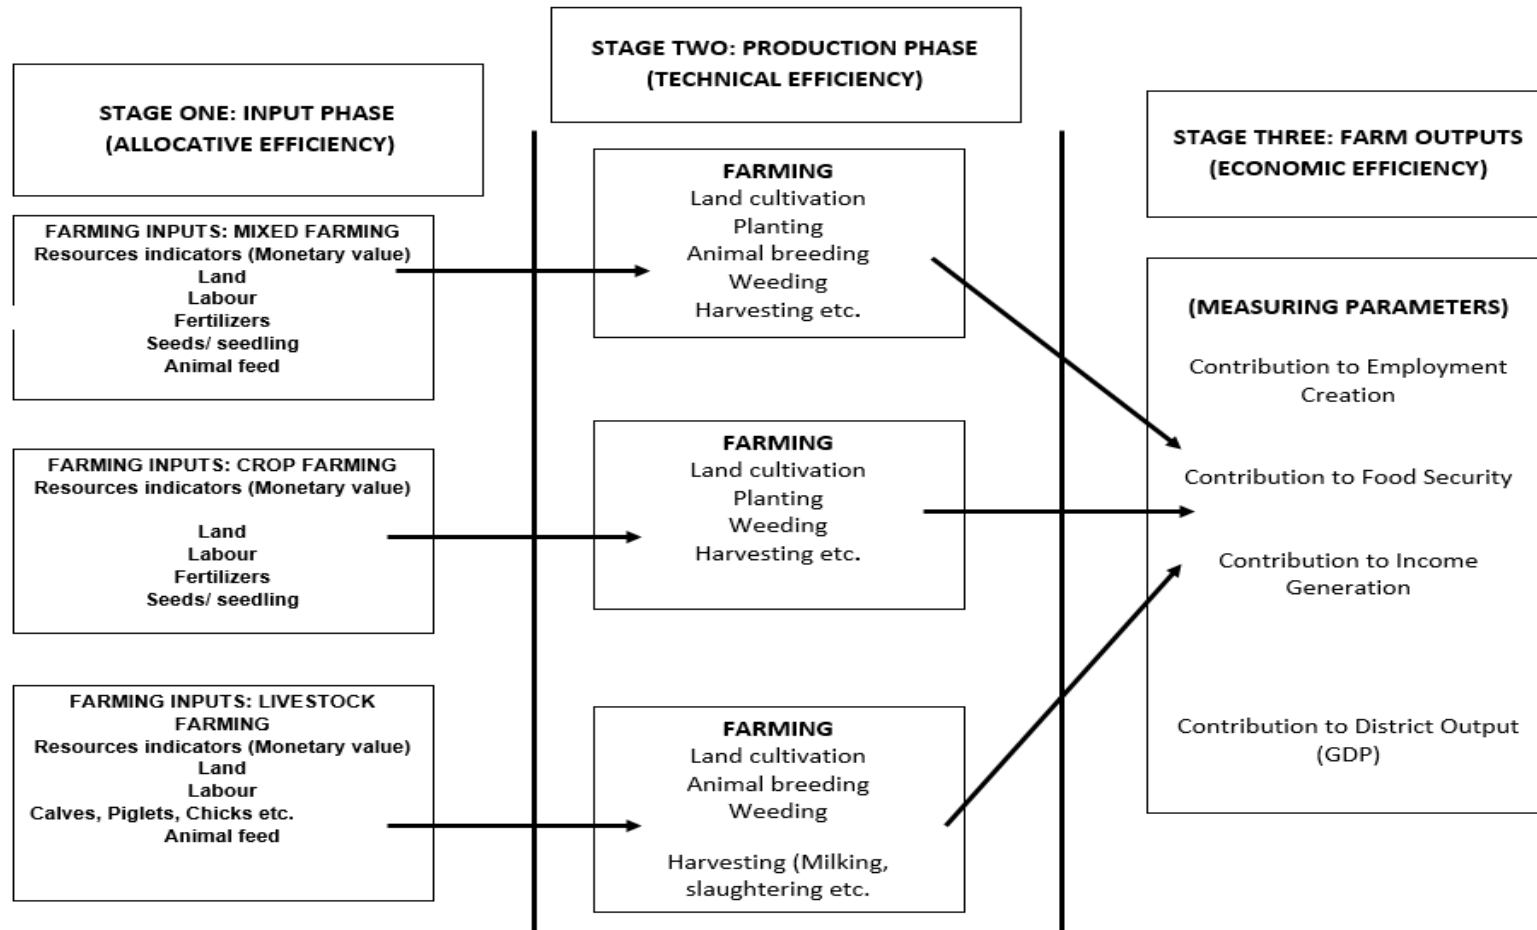 STAGE ONE: INPUT PHASE
(ALLOCATIVE EFFICIENCY)
FARMING INPUTS: MIXED FARMING
Resources indicators (Monetary value)
Land
Labour
Fertilizers
Seeds/ seedling
Animal feed
FARMING INPUTS: CROP FARMING
Resources indicators (Monetary value)
Land
Labour
Fertilizers
Seeds/ seedling
FARMING INPUTS: LIVESTOCK
FARMING
Resources indicators (Monetary value)
Land
Labour
Calves, Piglets, Chicks etc.
Animal feed
STAGE TWO: PRODUCTION PHASE
(TECHNICAL EFFICIENCY)
FARMING
Land cultivation
Planting
Animal breeding
Weeding
Harvesting etc.
FARMING
Land cultivation
Planting
Weeding
Harvesting etc.
FARMING
Land cultivation
Animal breeding
Weeding
Harvesting (Milking,
slaughtering etc.
STAGE THREE: FARM OUTPUTS
(ECONOMIC EFFICIENCY)
(MEASURING PARAMETERS)
Contribution to Employment
Creation
Contribution to Food Security
Contribution to Income
Generation
Contribution to District Output
(GDP)